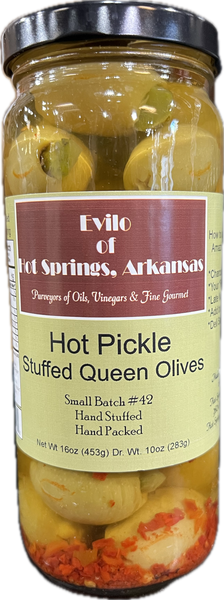 Evilo
of
Hot Springs, Arkansas
Purveyors of Oils, Vinegars & Fine Gourmet
Hot Pickle
Stuffed Queen Olives
Small Batch #42
Hand Stuffed
Hand Packed
Net Wt 16oz (453g) Dr. Wt. 10oz (283g)